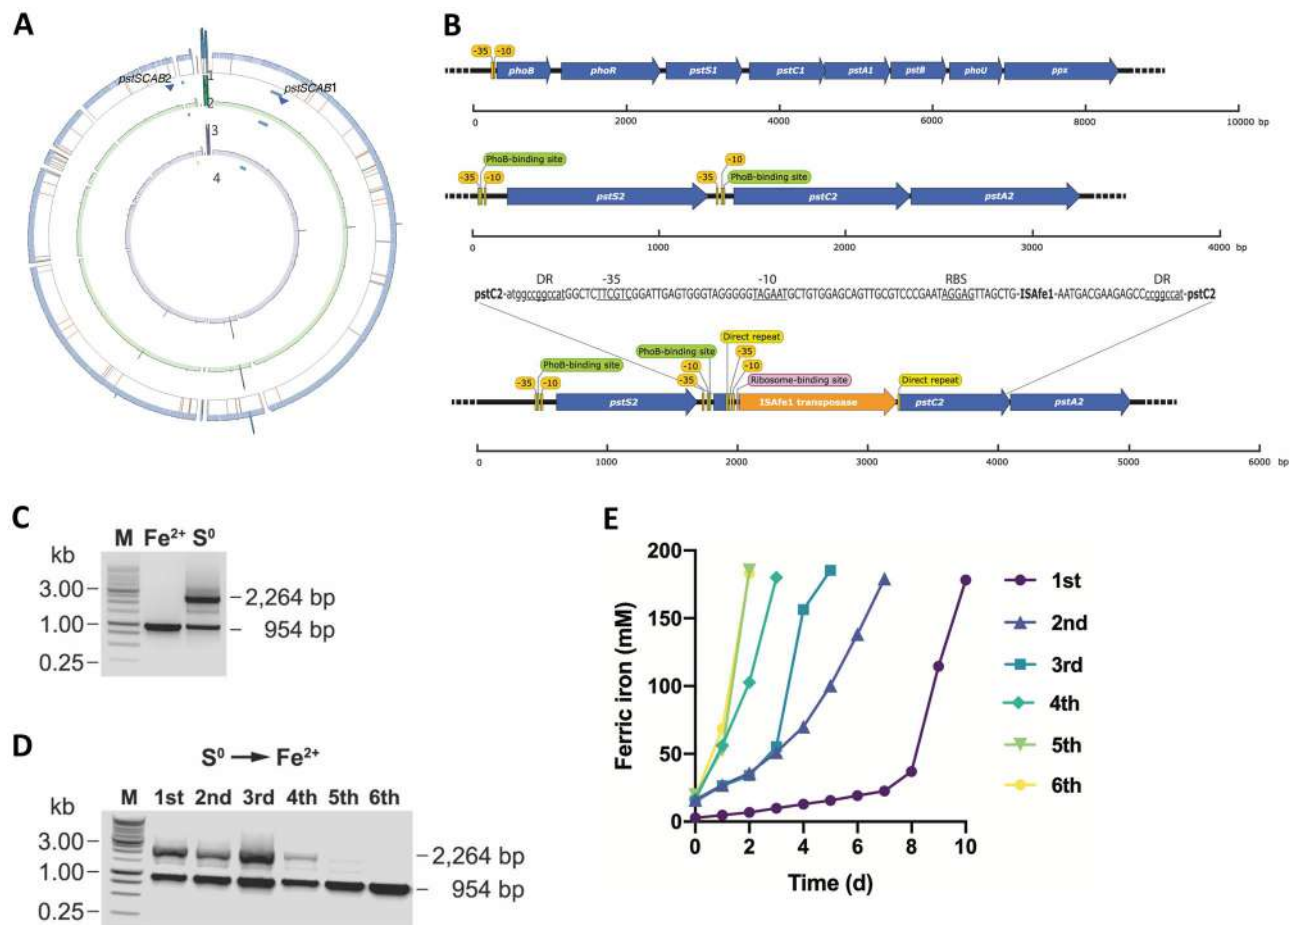 A
pstSCAB2
pstSCAB1
1
2
3
4
B
-35 -10
phoB phoR pstS1 pstC1 pstA1 pstB phoU ppx
0 2000 4000 6000 8000 10000 bp
PhoB-binding site -10
-35 -10 -35 PhoB-binding site
pstS2 pstC2 pstA2
0 1000 2000 3000 4000 bp
DR -35 -10 RBS DR
pstC2-atggccggccatGGCTCTTCGTCGGATTGAGTGGGTAGGGGGTAGAATGCTGTGGAGCAGTTGCGTCCCGAATAGGAGTTAGCTG-ISAfe1-AATGACGAAGAGCCccggccat-pstC2
Direct repeat
PhoB-binding site -35
PhoB-binding site -10 -10
-35 -10 -35 Ribosome-binding site Direct repeat
pstS2 ISAfe1 transposase pstC2 pstA2
0 1000 2000 3000 4000 5000 6000 bp
C
M Fe²⁺ S⁰
kb
3.00
2,264 bp
1.00
954 bp
0.25
D
S⁰ → Fe²⁺
kb M 1st 2nd 3rd 4th 5th 6th
3.00
2,264 bp
1.00
954 bp
0.25
E
Ferric iron (mM)
200
150
100
50
0
0 2 4 6 8 10
Time (d)
1st
2nd
3rd
4th
5th
6th